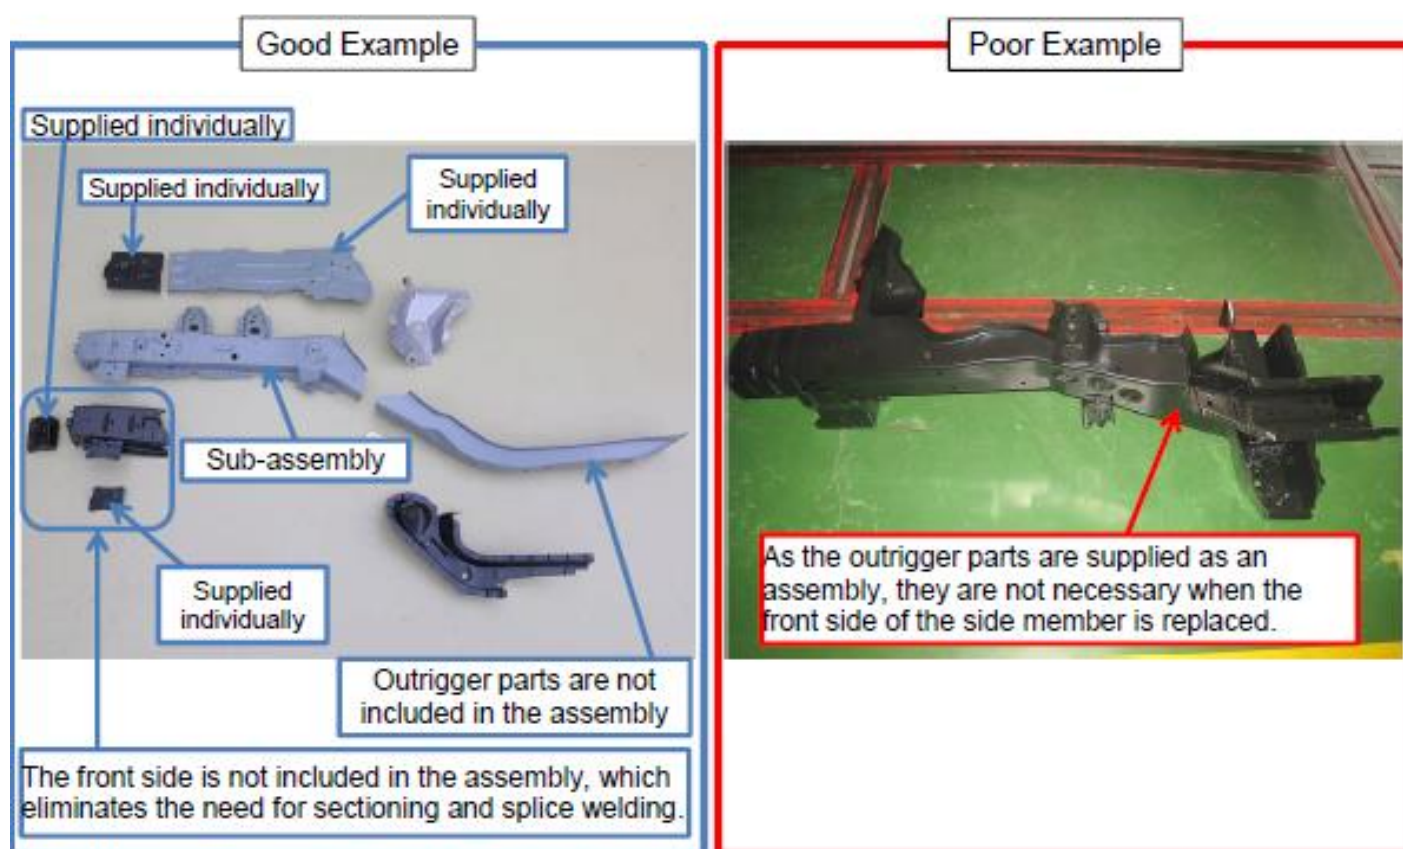 Good Example
Supplied individually
Supplied individually
Supplied
individually
Sub-assembly
Supplied
individually
Outrigger parts are not
included in the assembly
The front side is not included in the assembly, which
eliminates the need for sectioning and splice welding.
Poor Example
As the outrigger parts are supplied as an
assembly, they are not necessary when the
front side of the side member is replaced.